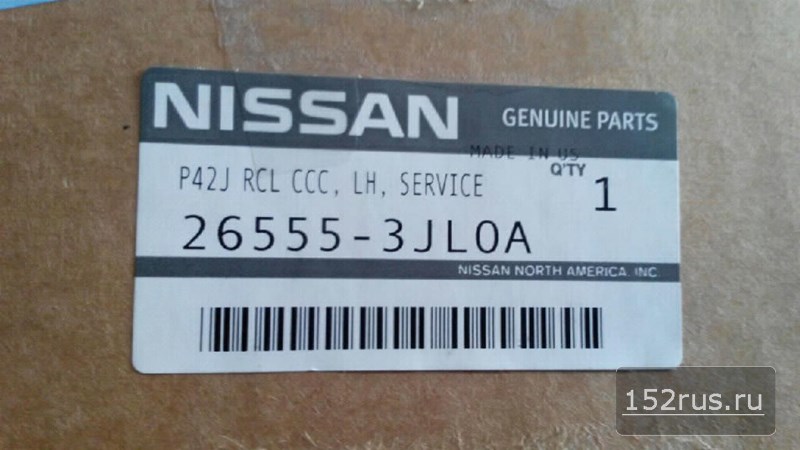 NISSAN GENUINE PARTS
MADE IN US
P42J RCL CCC, LH, SERVICE
Q'TY 1
26555-3JL0A
NISSAN NORTH AMERICA. INC.
152rus.ru